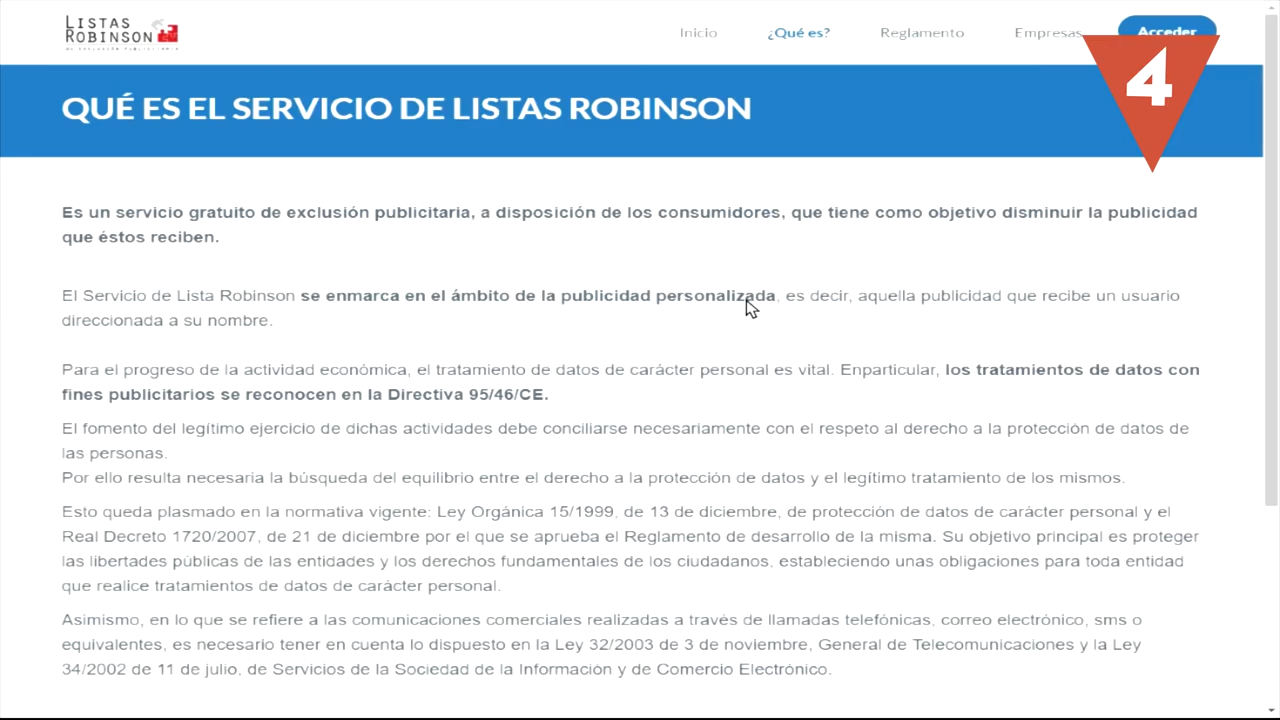 LISTAS
ROBINSON
Inicio
¿Qué es?
Reglamento
Empresas
Acceder
4
QUÉ ES EL SERVICIO DE LISTAS ROBINSON
Es un servicio gratuito de exclusión publicitaria, a disposición de los consumidores, que tiene como objetivo disminuir la publicidad
que éstos reciben.
El Servicio de Lista Robinson se enmarca en el ámbito de la publicidad personalizada, es decir, aquella publicidad que recibe un usuario
direccionada a su nombre.
Para el progreso de la actividad económica, el tratamiento de datos de carácter personal es vital. Enparticular, los tratamientos de datos con
fines publicitarios se reconocen en la Directiva 95/46/CE.
El fomento del legítimo ejercicio de dichas actividades debe conciliarse necesariamente con el respeto al derecho a la protección de datos de
las personas.
Por ello resulta necesaria la búsqueda del equilibrio entre el derecho a la protección de datos y el legítimo tratamiento de los mismos.
Esto queda plasmado en la normativa vigente: Ley Orgánica 15/1999, de 13 de diciembre, de protección de datos de carácter personal y el
Real Decreto 1720/2007, de 21 de diciembre por el que se aprueba el Reglamento de desarrollo de la misma. Su objetivo principal es proteger
las libertades públicas de las entidades y los derechos fundamentales de los ciudadanos, estableciendo unas obligaciones para toda entidad
que realice tratamientos de datos de carácter personal.
Asimismo, en lo que se refiere a las comunicaciones comerciales realizadas a través de llamadas telefónicas, correo electrónico, sms o
equivalentes, es necesario tener en cuenta lo dispuesto en la Ley 32/2003 de 3 de noviembre, General de Telecomunicaciones y la Ley
34/2002 de 11 de julio, de Servicios de la Sociedad de la Información y de Comercio Electrónico.